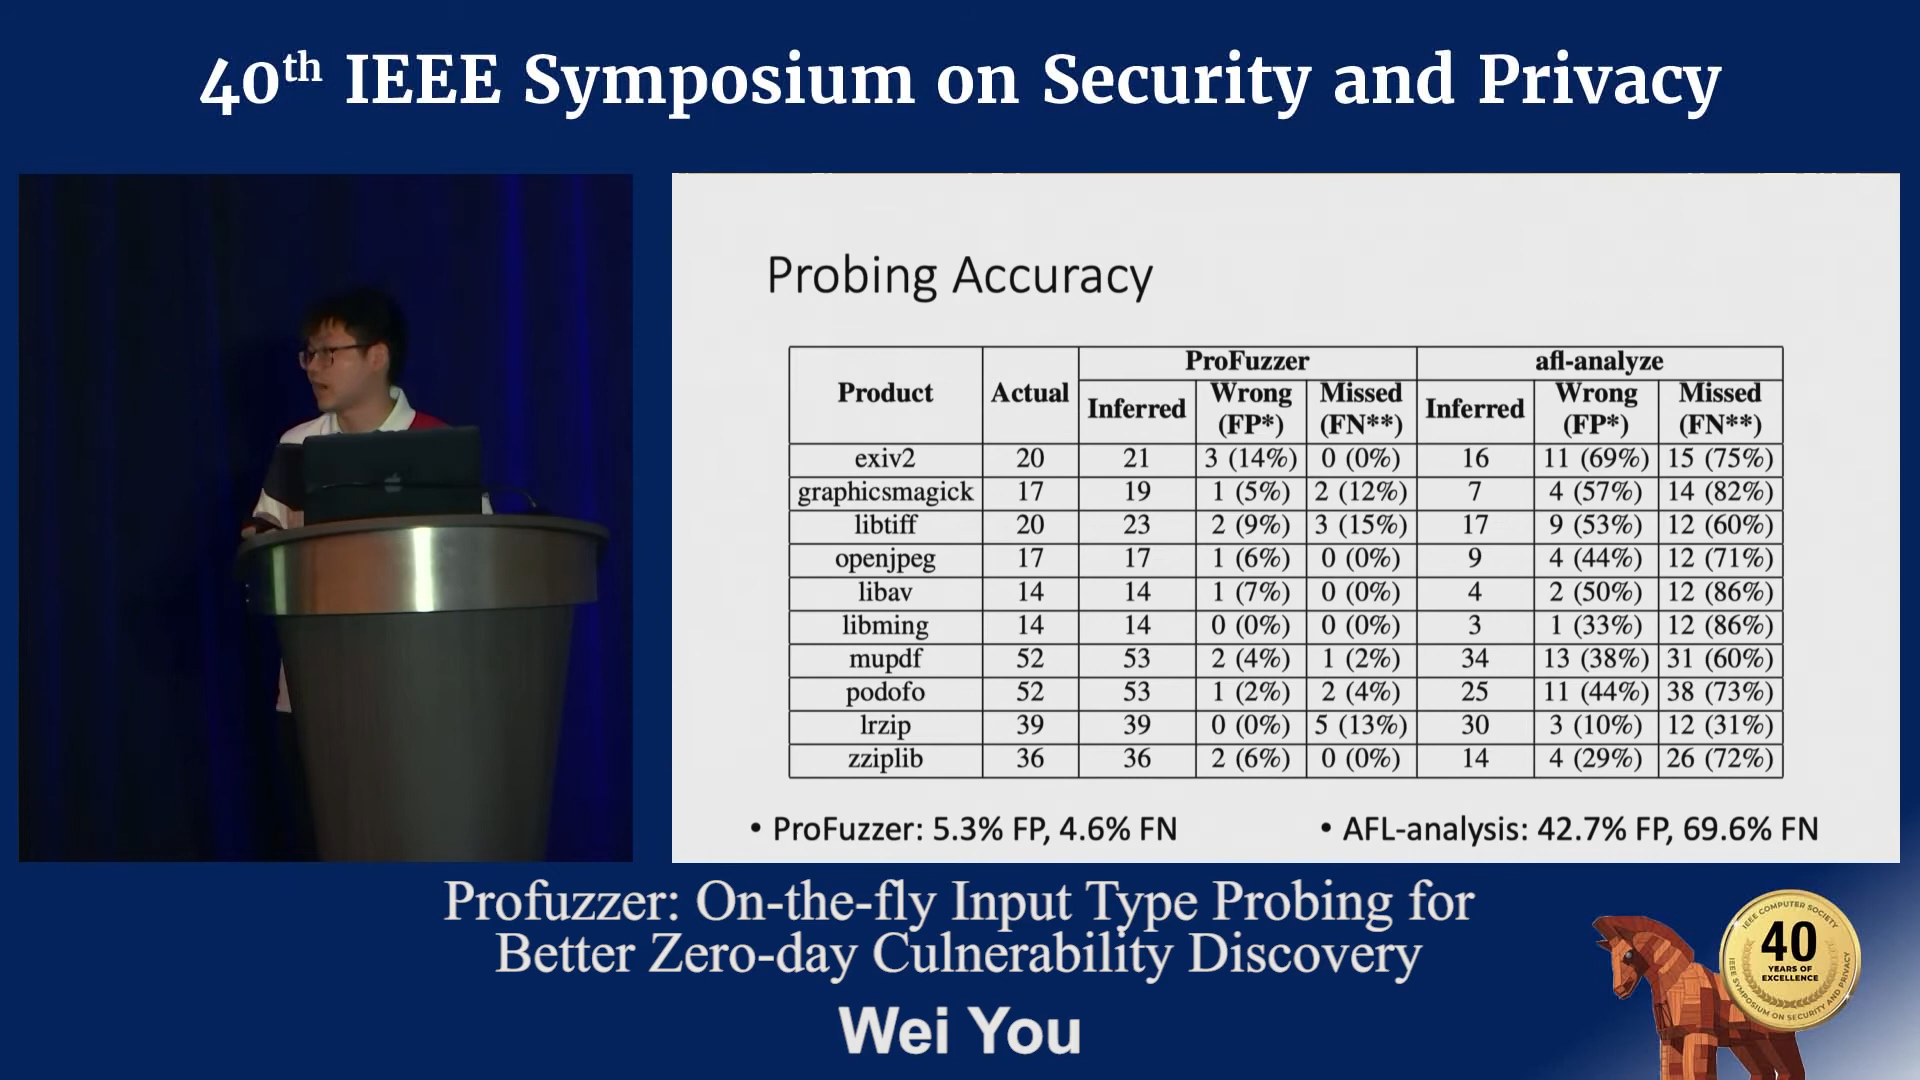 40th IEEE Symposium on Security and Privacy
Probing Accuracy
Product Actual ProFuzzer afl-analyze
Inferred Wrong (FP*) Missed (FN**) Inferred Wrong (FP*) Missed (FN**)
exiv2 20 21 3 (14%) 0 (0%) 16 11 (69%) 15 (75%)
graphicsmagick 17 19 1 (5%) 2 (12%) 7 4 (57%) 14 (82%)
libtiff 20 23 2 (9%) 3 (15%) 17 9 (53%) 12 (60%)
openjpeg 17 17 1 (6%) 0 (0%) 9 4 (44%) 12 (71%)
libav 14 14 1 (7%) 0 (0%) 4 2 (50%) 12 (86%)
libming 14 14 0 (0%) 0 (0%) 3 1 (33%) 12 (86%)
mupdf 52 53 2 (4%) 1 (2%) 34 13 (38%) 31 (60%)
podofo 52 53 1 (2%) 2 (4%) 25 11 (44%) 38 (73%)
lrzip 39 39 0 (0%) 5 (13%) 30 3 (10%) 12 (31%)
zziplib 36 36 2 (6%) 0 (0%) 14 4 (29%) 26 (72%)
• ProFuzzer: 5.3% FP, 4.6% FN
• AFL-analysis: 42.7% FP, 69.6% FN
Profuzzer: On-the-fly Input Type Probing for
Better Zero-day Culnerability Discovery
Wei You
IEEE COMPUTER SOCIETY
40
YEARS OF
EXCELLENCE
IEEE SYMPOSIUM ON SECURITY AND PRIVACY